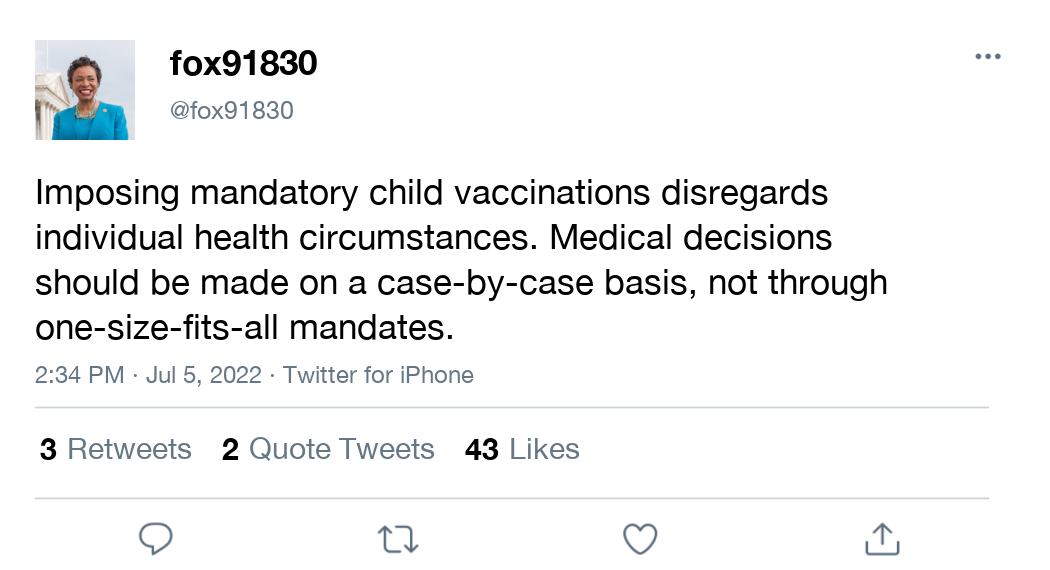 fox91830
@fox91830
Imposing mandatory child vaccinations disregards
individual health circumstances. Medical decisions
should be made on a case-by-case basis, not through
one-size-fits-all mandates.
2:34 PM · Jul 5, 2022 · Twitter for iPhone
3 Retweets 2 Quote Tweets 43 Likes